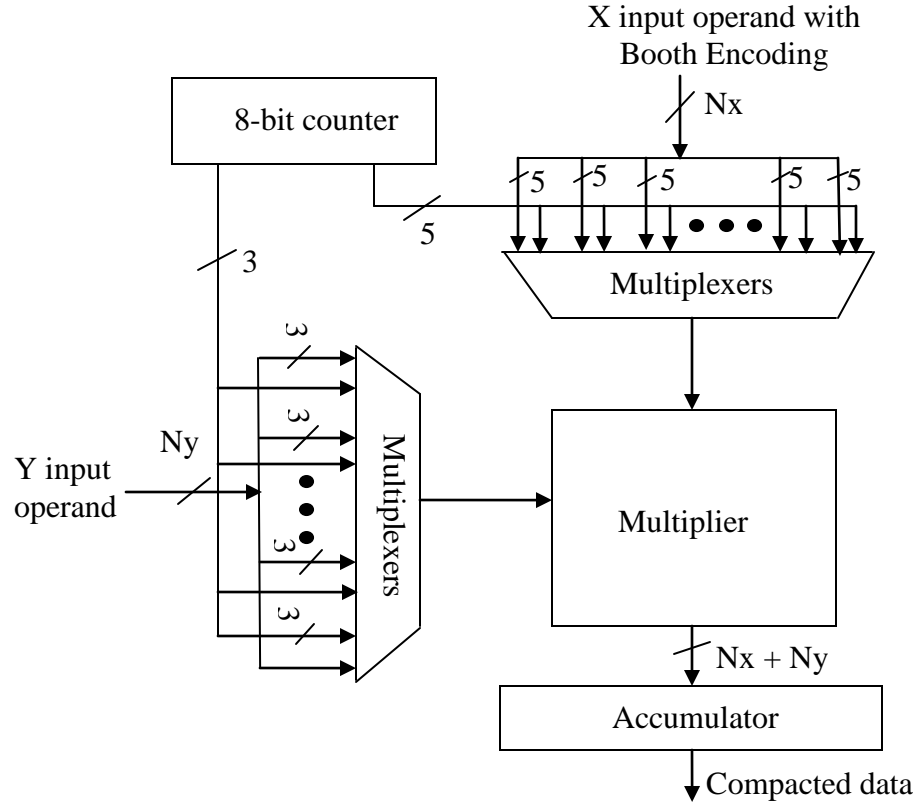 X input operand with
Booth Encoding
Nx
8-bit counter
5
5
5
5
5
5
3
Multiplexers
3
3
3
3
Ny
Y input
operand
Multiplexers
Multiplier
Nx + Ny
Accumulator
Compacted data